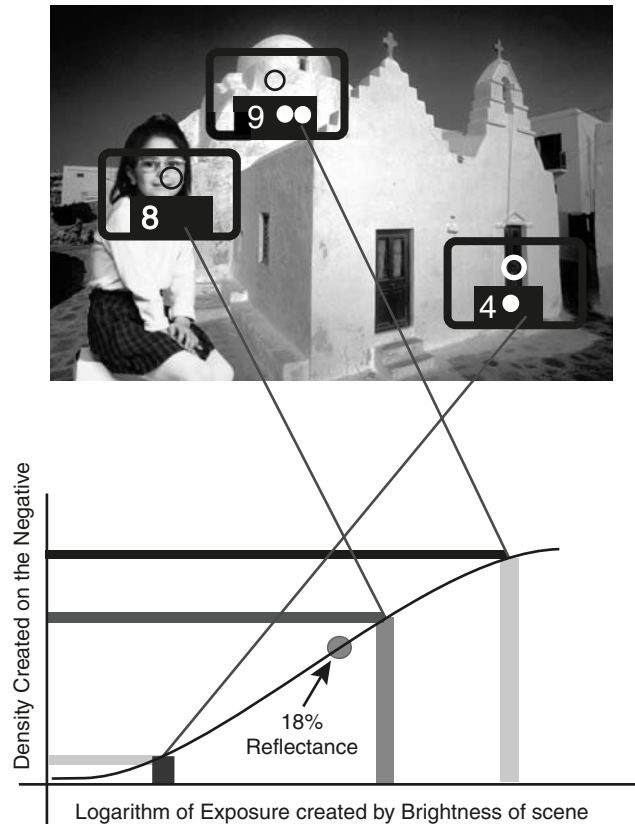 9
8
4
Density Created on the Negative
18%
Reflectance
Logarithm of Exposure created by Brightness of scene